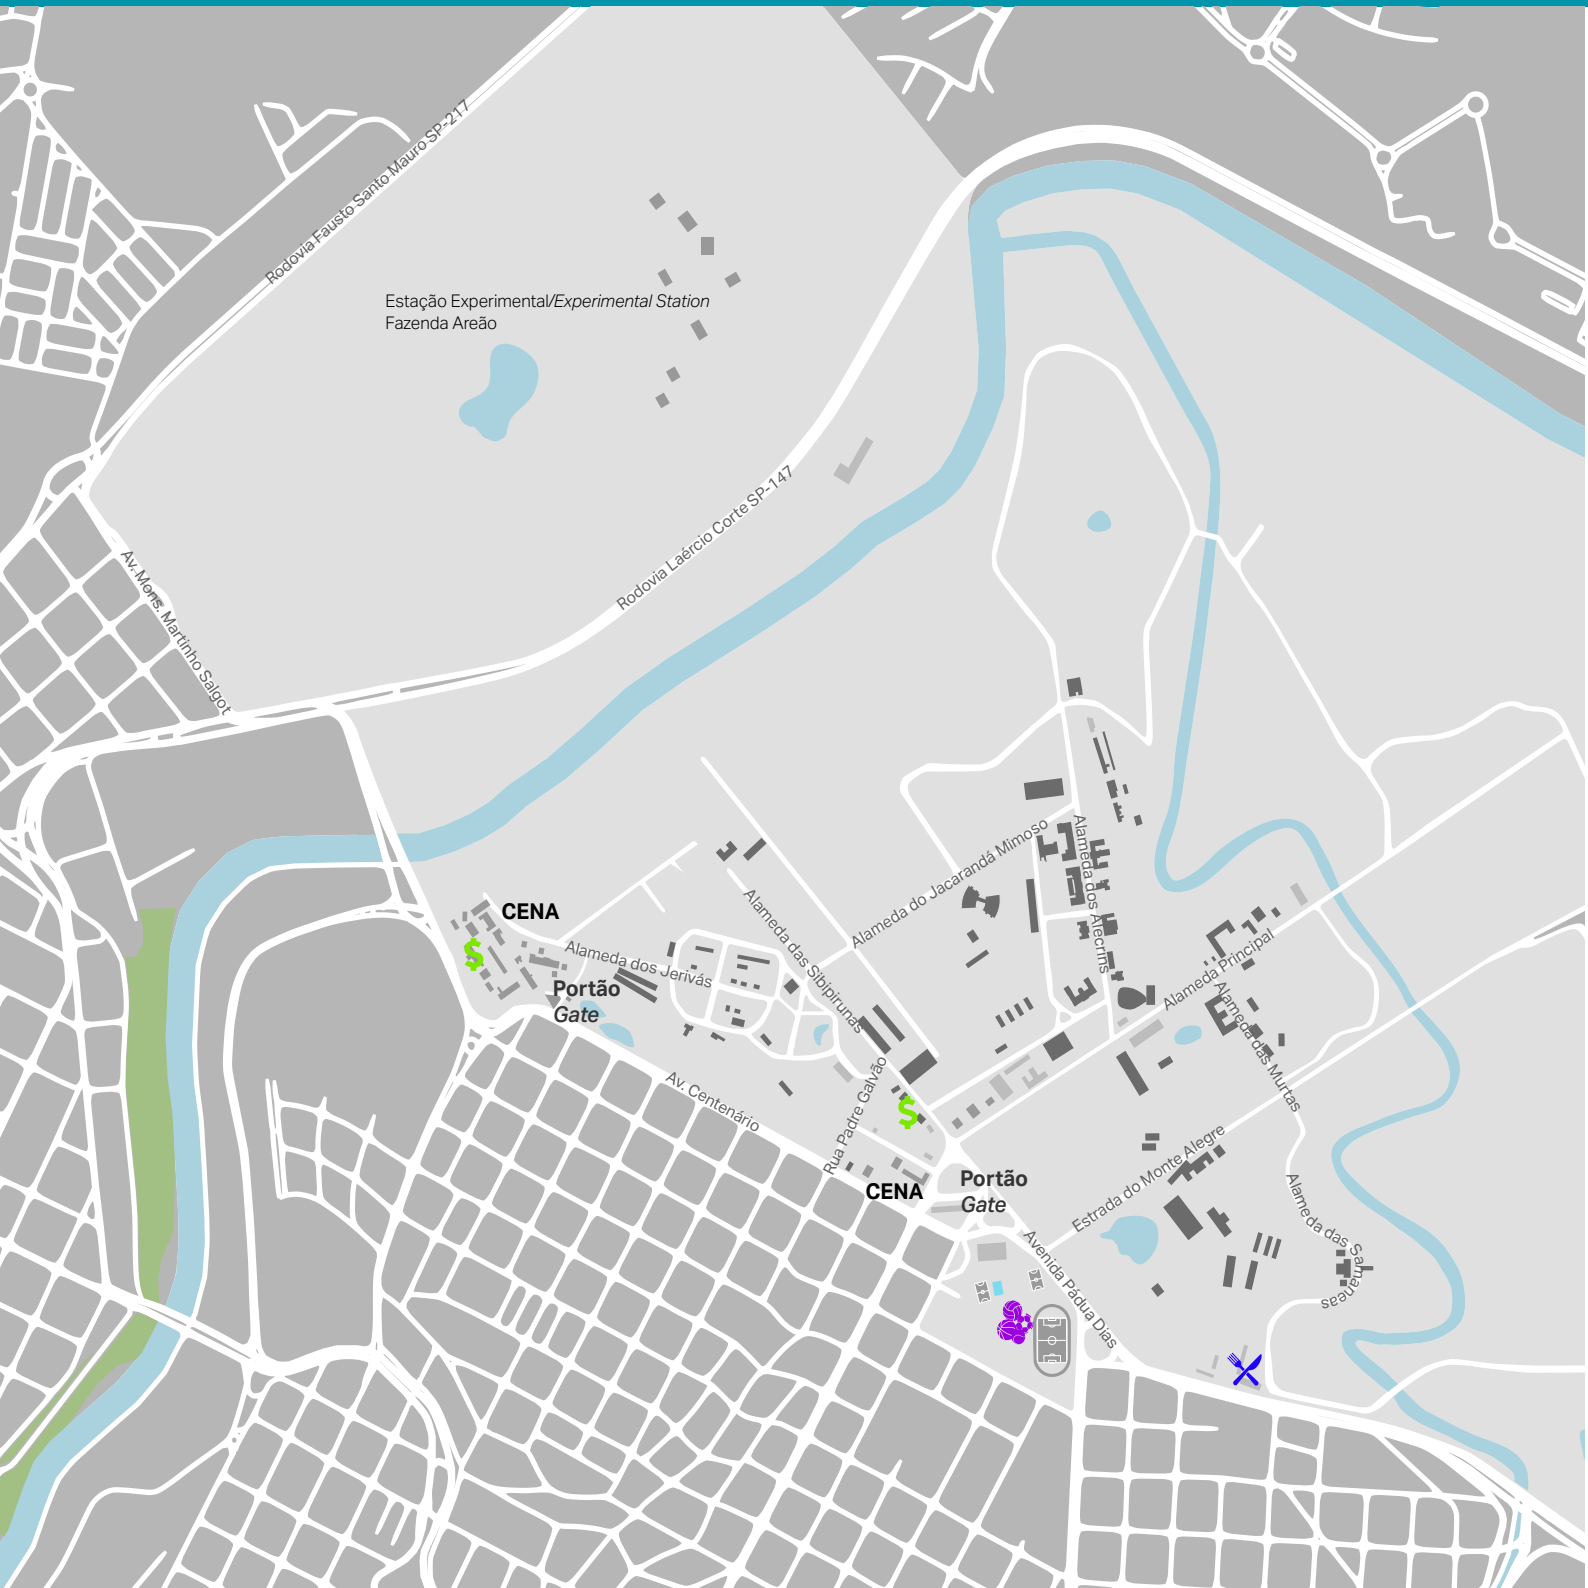 Rodovia Fausto Santo Mauro SP-217
Estação Experimental/Experimental Station
Fazenda Areão
Rodovia Laércio Corte SP-147
Av. Mons. Martinho Salgot
Alameda do Jacarandá Mimoso
Alameda dos Alecrins
CENA
$
Alameda dos Jerivás
Alameda das Sibipirunas
Alameda Principal
Portão
Gate
Alameda das Murtas
Av. Centenário
Rua Padre Galvão
$
CENA
Portão
Gate
Estrada do Monte Alegre
Alameda das Samaneas
Avenida Pádua Dias